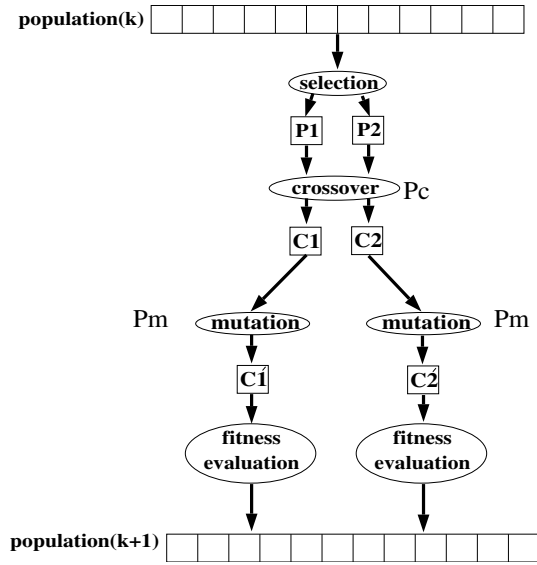 population(k)
selection
P1 P2
crossover Pc
C1 C2
Pm mutation mutation Pm
C1́ C2́
fitness evaluation
fitness evaluation
population(k+1)